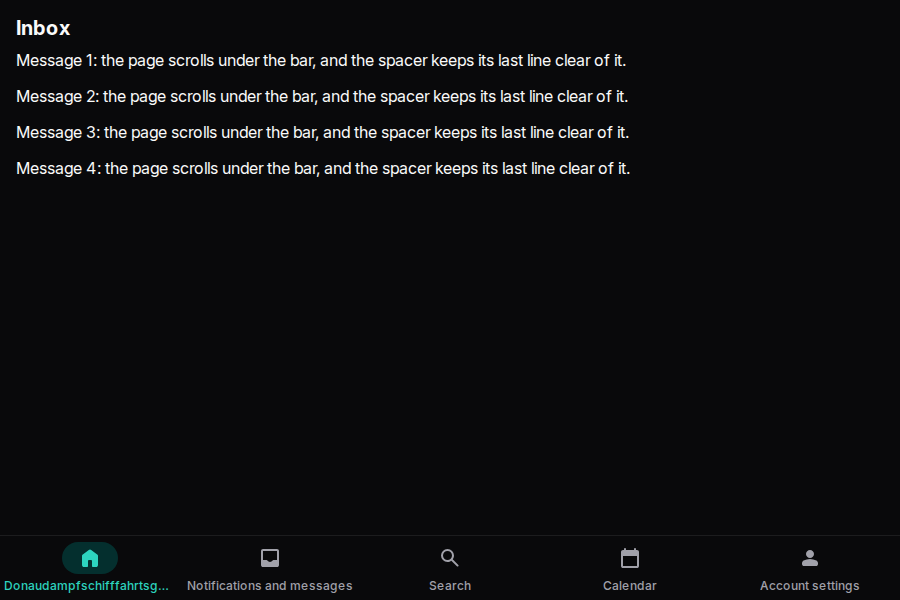 Inbox
Message 1: the page scrolls under the bar, and the spacer keeps its last line clear of it.
Message 2: the page scrolls under the bar, and the spacer keeps its last line clear of it.
Message 3: the page scrolls under the bar, and the spacer keeps its last line clear of it.
Message 4: the page scrolls under the bar, and the spacer keeps its last line clear of it.
Donaudampfschifffahrtsg...
Notifications and messages
Search
Calendar
Account settings